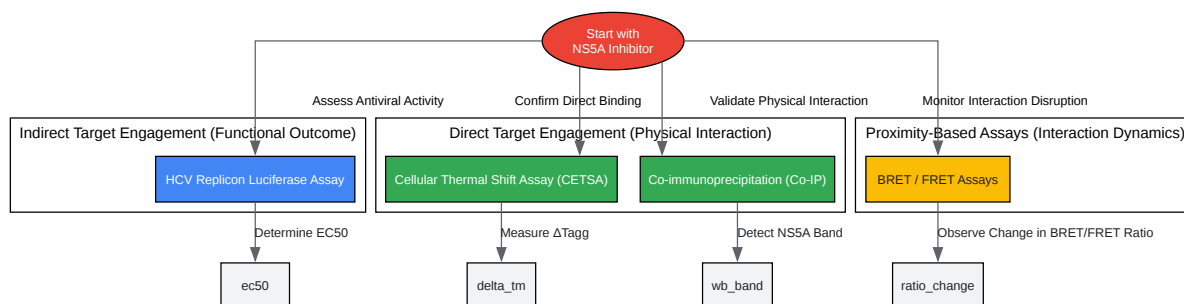 Start with
NS5A Inhibitor
Assess Antiviral Activity
Confirm Direct Binding
Validate Physical Interaction
Monitor Interaction Disruption
Indirect Target Engagement (Functional Outcome)
Direct Target Engagement (Physical Interaction)
Proximity-Based Assays (Interaction Dynamics)
HCV Replicon Luciferase Assay
Cellular Thermal Shift Assay (CETSA)
Co-immunoprecipitation (Co-IP)
BRET / FRET Assays
Determine EC50
Measure ΔTagg
Detect NS5A Band
Observe Change in BRET/FRET Ratio
ec50
delta_tm
wb_band
ratio_change